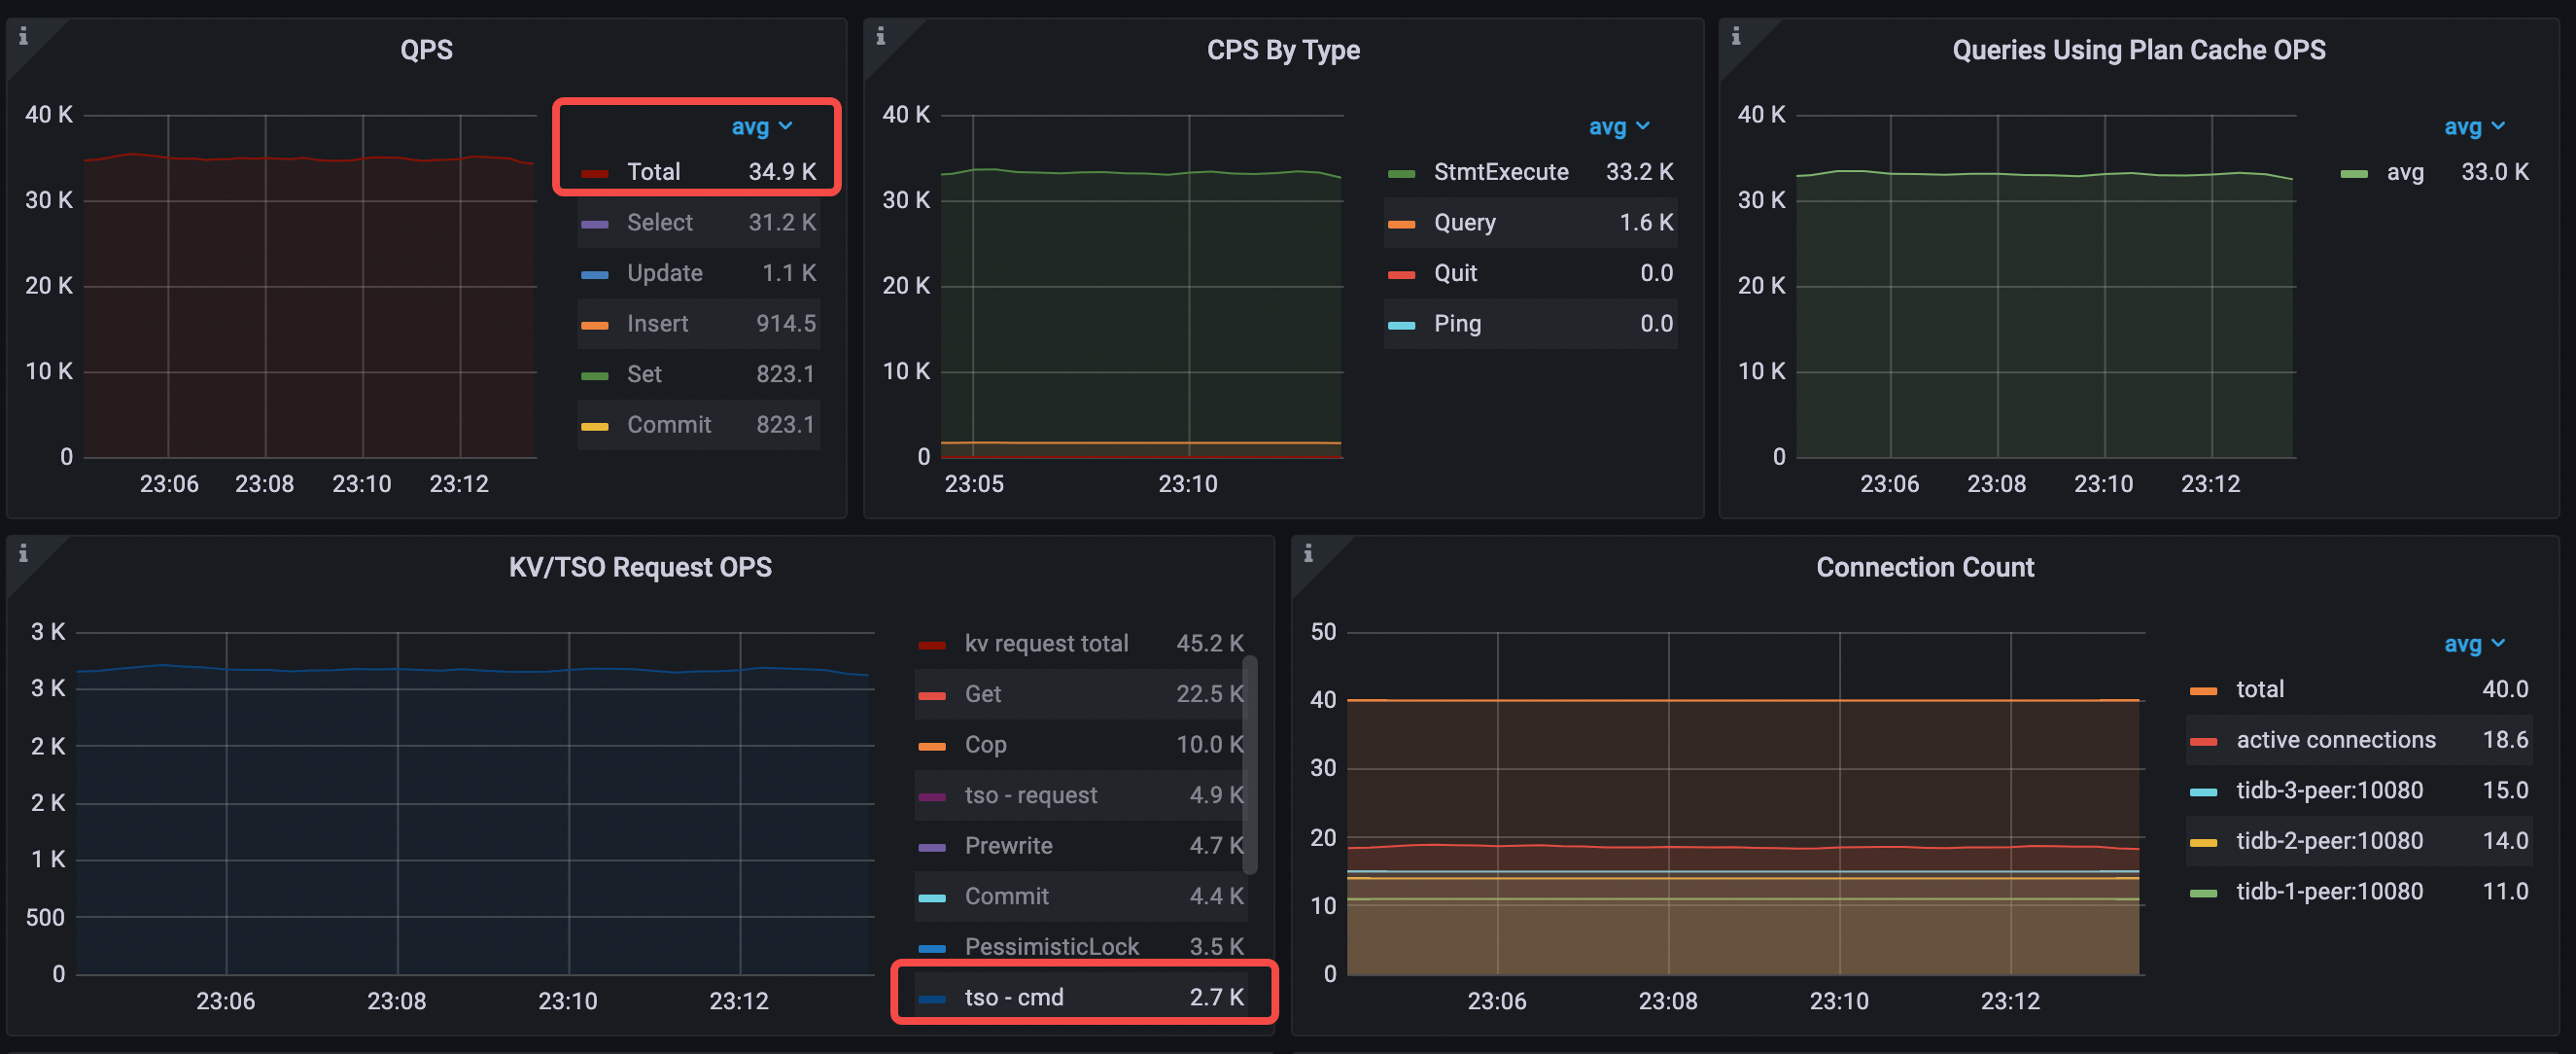 QPS
40 K
30 K
20 K
10 K
0
23:06 23:08 23:10 23:12
avg
Total 34.9 K
Select 31.2 K
Update 1.1 K
Insert 914.5
Set 823.1
Commit 823.1
CPS By Type
40 K
30 K
20 K
10 K
0
23:05 23:10
avg
StmtExecute 33.2 K
Query 1.6 K
Quit 0.0
Ping 0.0
Queries Using Plan Cache OPS
40 K
30 K
20 K
10 K
0
23:06 23:08 23:10 23:12
avg
avg 33.0 K
KV/TSO Request OPS
3 K
3 K
2 K
2 K
1 K
500
0
23:06 23:08 23:10 23:12
kv request total 45.2 K
Get 22.5 K
Cop 10.0 K
tso - request 4.9 K
Prewrite 4.7 K
Commit 4.4 K
PessimisticLock 3.5 K
tso - cmd 2.7 K
Connection Count
50
40
30
20
10
0
23:06 23:08 23:10 23:12
avg
total 40.0
active connections 18.6
tidb-3-peer:10080 15.0
tidb-2-peer:10080 14.0
tidb-1-peer:10080 11.0